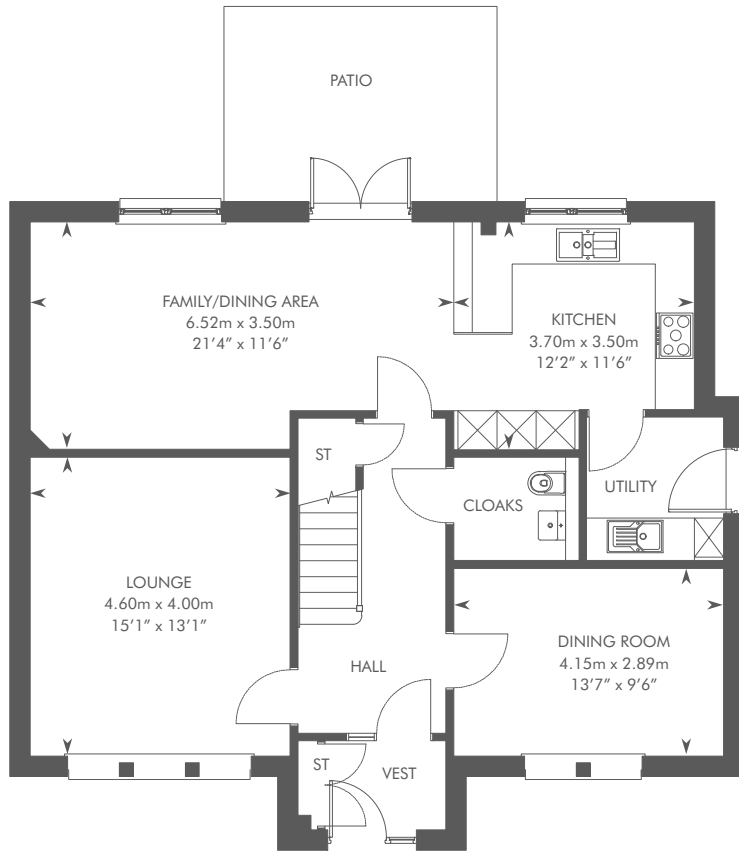 PATIO
FAMILY/DINING AREA
6.52m x 3.50m
21’4” x 11’6”
KITCHEN
3.70m x 3.50m
12’2” x 11’6”
ST
CLOAKS
UTILITY
LOUNGE
4.60m x 4.00m
15’1” x 13’1”
HALL
DINING ROOM
4.15m x 2.89m
13’7” x 9’6”
ST
VEST